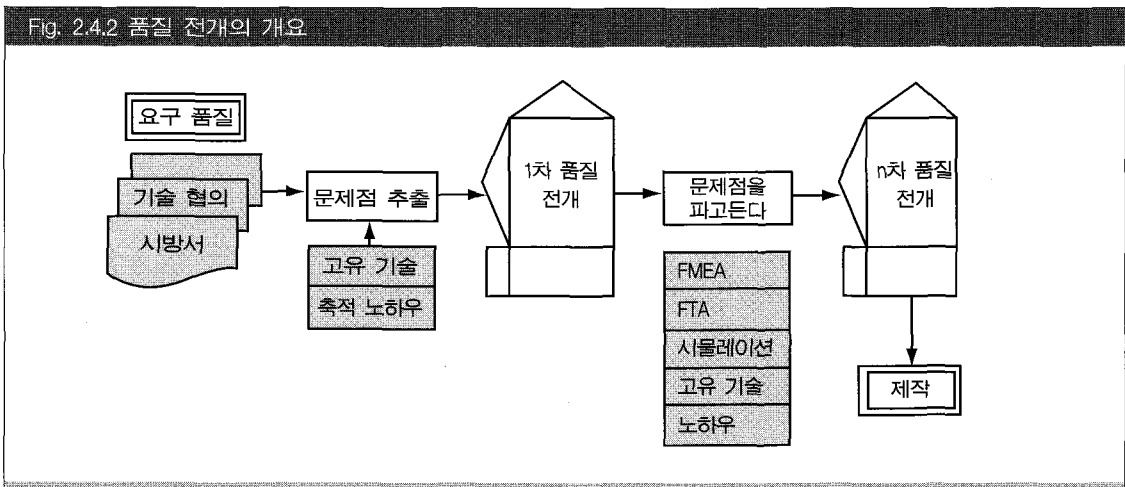 Fig. 2.4.2 품질 전개의 개요
요구 품질
기술 협의
시방서
문제점 추출
고유 기술
축적 노하우
1차 품질
전개
문제점을
파고든다
FMEA
FTA
시물레이션
고유 기술
노하우
n차 품질
전개
제작